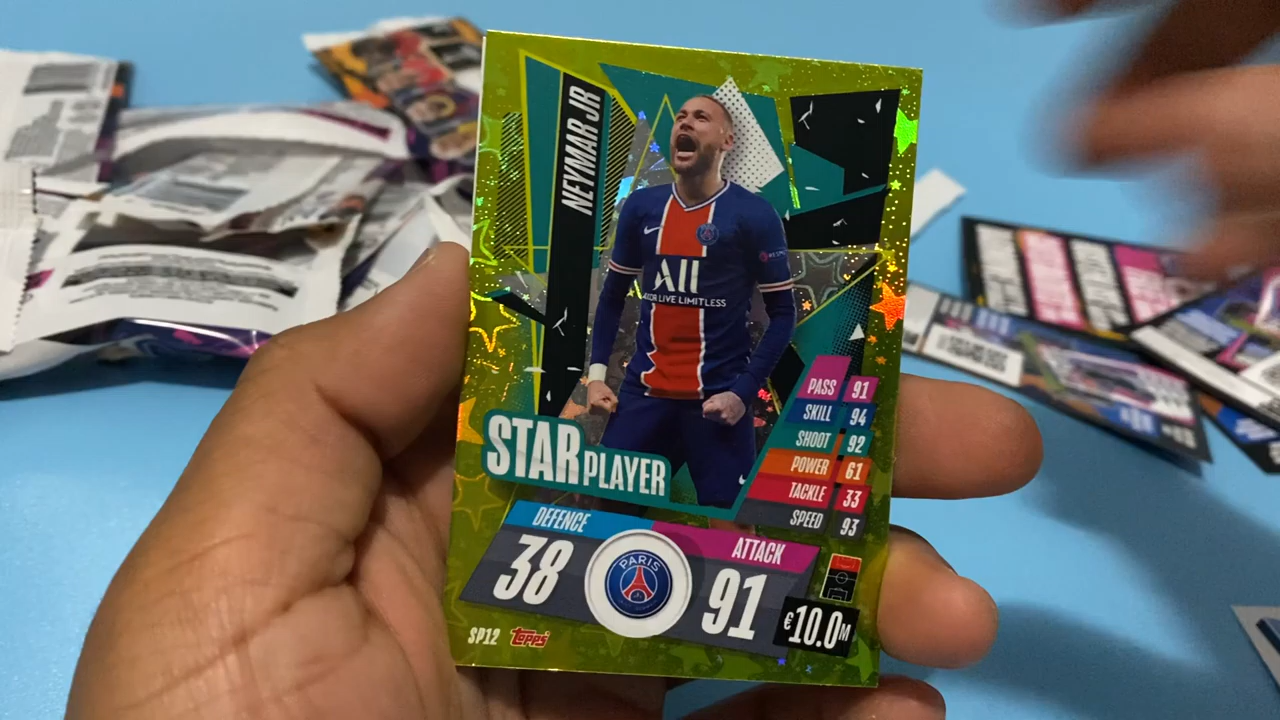 NEYMAR JR
ALL
ACCOR LIVE LIMITLESS
STAR PLAYER
PASS 91
SKILL 94
SHOOT 92
POWER 61
TACKLE 33
SPEED 93
DEFENCE
38
PARIS
ATTACK
91
€10.0M
SP12 Topps